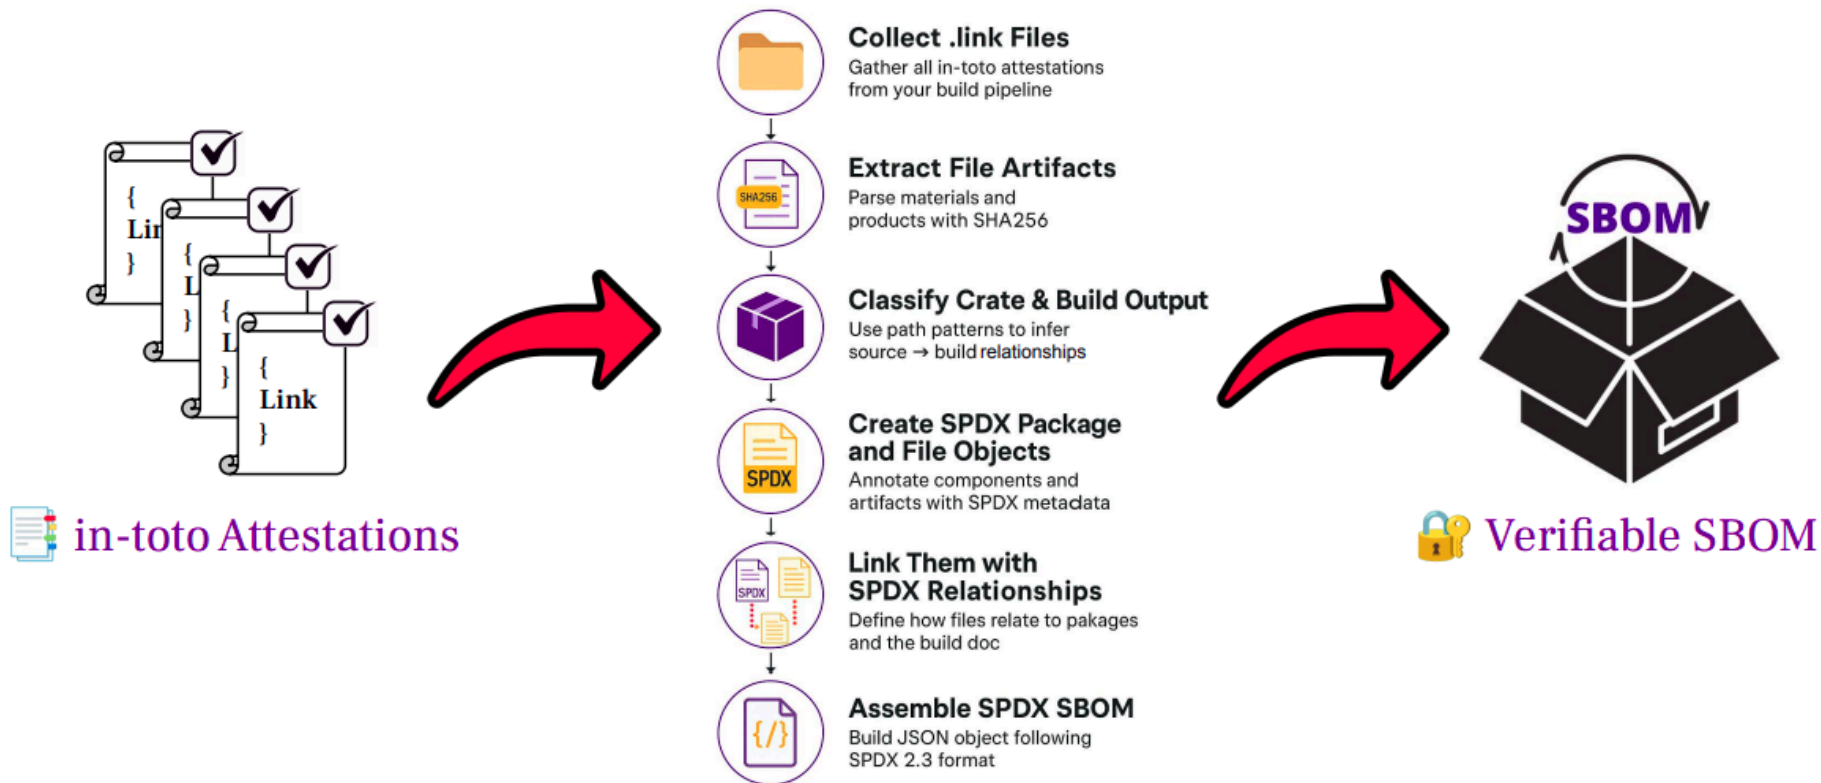 {
Lin
}
{
L
}
{
L
}
{
Link
}
in-toto Attestations
Collect .link Files
Gather all in-toto attestations
from your build pipeline
SHA256
Extract File Artifacts
Parse materials and
products with SHA256
Classify Crate & Build Output
Use path patterns to infer
source → build relationships
SPDX
Create SPDX Package
and File Objects
Annotate components and
artifacts with SPDX metadata
SPDX
Link Them with
SPDX Relationships
Define how files relate to pakages
and the build doc
{/}
Assemble SPDX SBOM
Build JSON object following
SPDX 2.3 format
SBOM
Verifiable SBOM